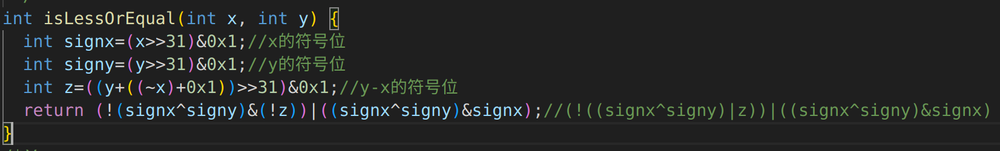 int isLessOrEqual(int x, int y) {
int signx=(x>>31)&0x1;//x的符号位
int signy=(y>>31)&0x1;//y的符号位
int z=((y+((~x)+0x1))>>31)&0x1;//y-x的符号位
return (!(signx^signy)&(!z))|((signx^signy)&signx);//(!((signx^signy)|z))|((signx^signy)&signx)
}